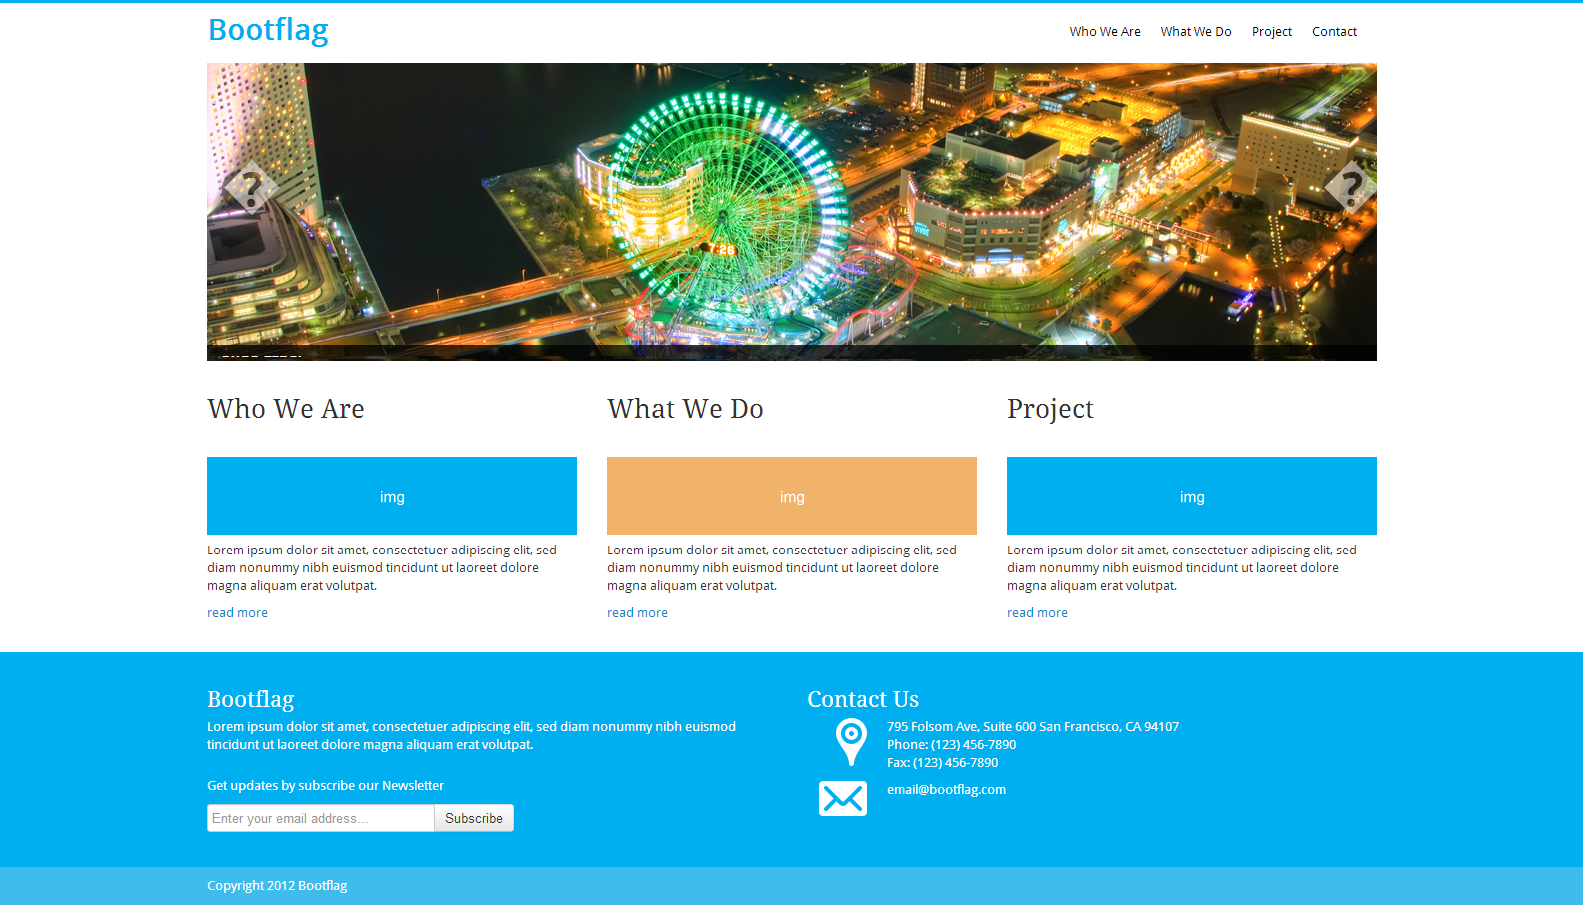 Bootflag
Who We Are
What We Do
Project
Contact
7:26
Who We Are
What We Do
Project
img
img
img
Lorem ipsum dolor sit amet, consectetuer adipiscing elit, sed
diam nonummy nibh euismod tincidunt ut laoreet dolore
magna aliquam erat volutpat.
read more
Lorem ipsum dolor sit amet, consectetuer adipiscing elit, sed
diam nonummy nibh euismod tincidunt ut laoreet dolore
magna aliquam erat volutpat.
read more
Lorem ipsum dolor sit amet, consectetuer adipiscing elit, sed
diam nonummy nibh euismod tincidunt ut laoreet dolore
magna aliquam erat volutpat.
read more
Bootflag
Lorem ipsum dolor sit amet, consectetuer adipiscing elit, sed diam nonummy nibh euismod
tincidunt ut laoreet dolore magna aliquam erat volutpat.
Get updates by subscribe our Newsletter
Enter your email address...
Subscribe
Contact Us
795 Folsom Ave, Suite 600 San Francisco, CA 94107
Phone: (123) 456-7890
Fax: (123) 456-7890
email@bootflag.com
Copyright 2012 Bootflag